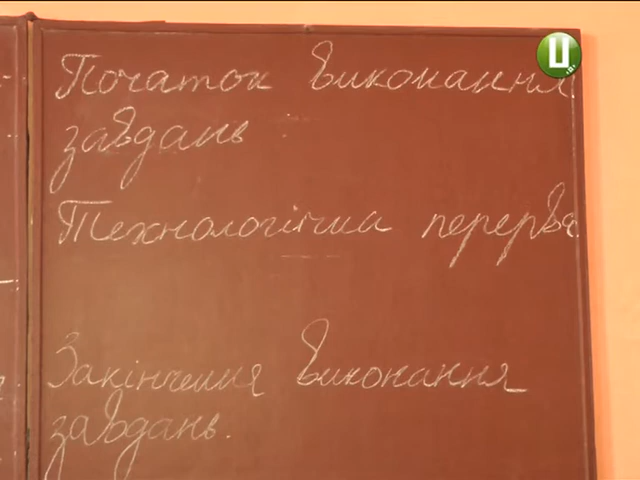 Початок виконання
завдань :
Технологічна перерва
Закінчення виконання
завдань.
Ц